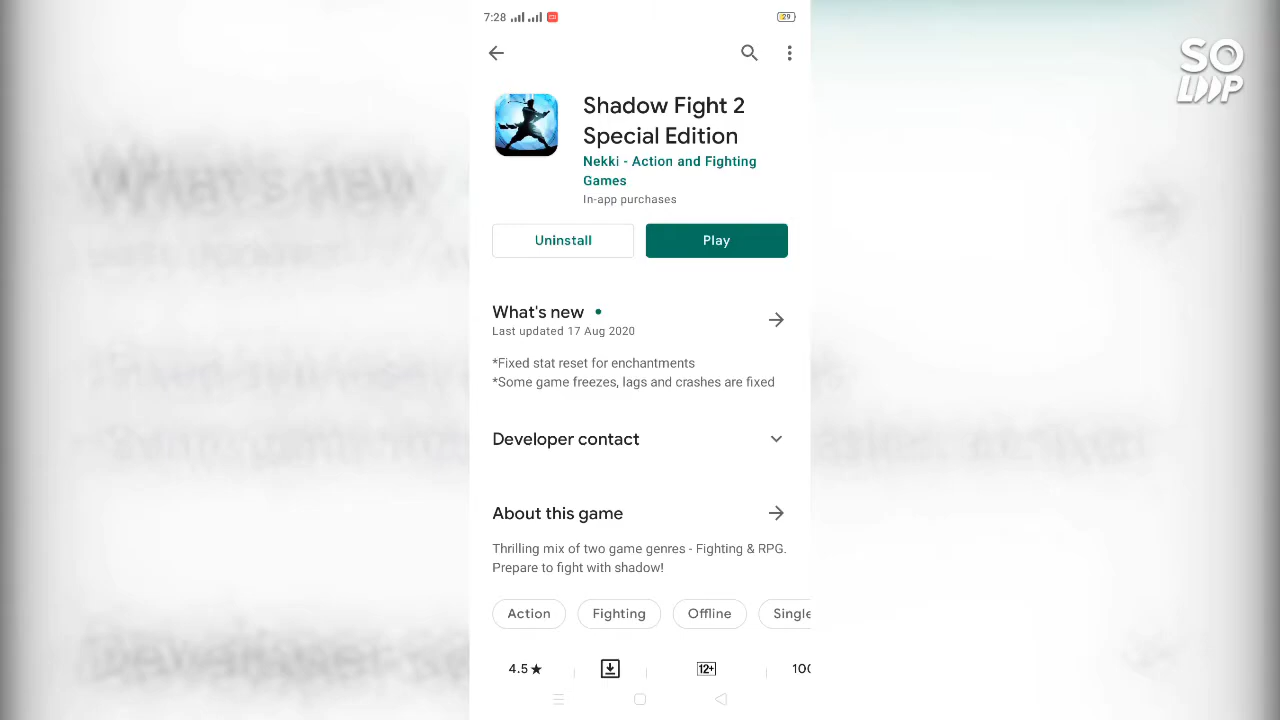 7:28
29
SO
LOOP
Shadow Fight 2
Special Edition
Nekki - Action and Fighting
Games
In-app purchases
Uninstall Play
What's new
Last updated 17 Aug 2020
*Fixed stat reset for enchantments
*Some game freezes, lags and crashes are fixed
Developer contact
About this game
Thrilling mix of two game genres - Fighting & RPG.
Prepare to fight with shadow!
Action Fighting Offline Single
4.5★ 12+ 100